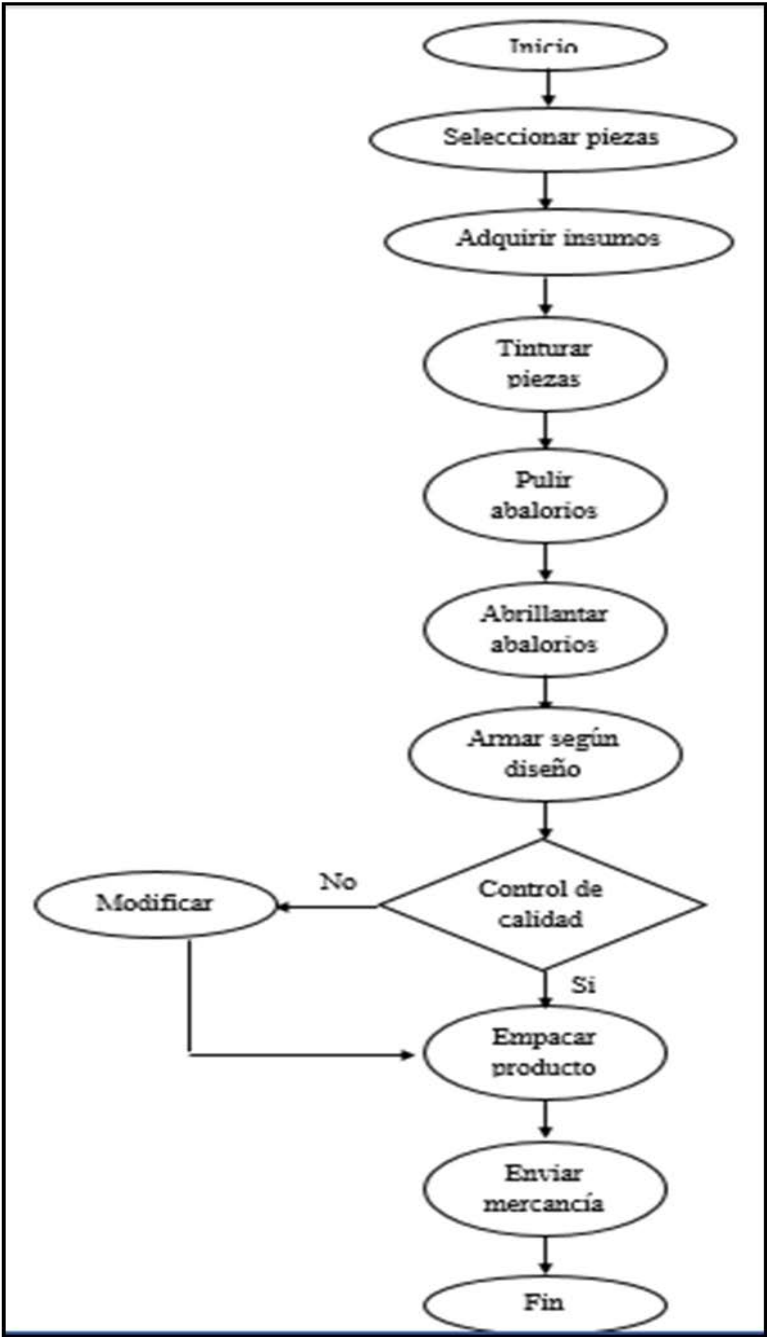 Inicio
Seleccionar piezas
Adquirir insumos
Tinturar
piezas
Pulir
abalorios
Abrillantar
abalorios
Armar según
diseño
No
Control de
calidad
Modificar
Si
Empacar
producto
Enviar
mercancía
Fin